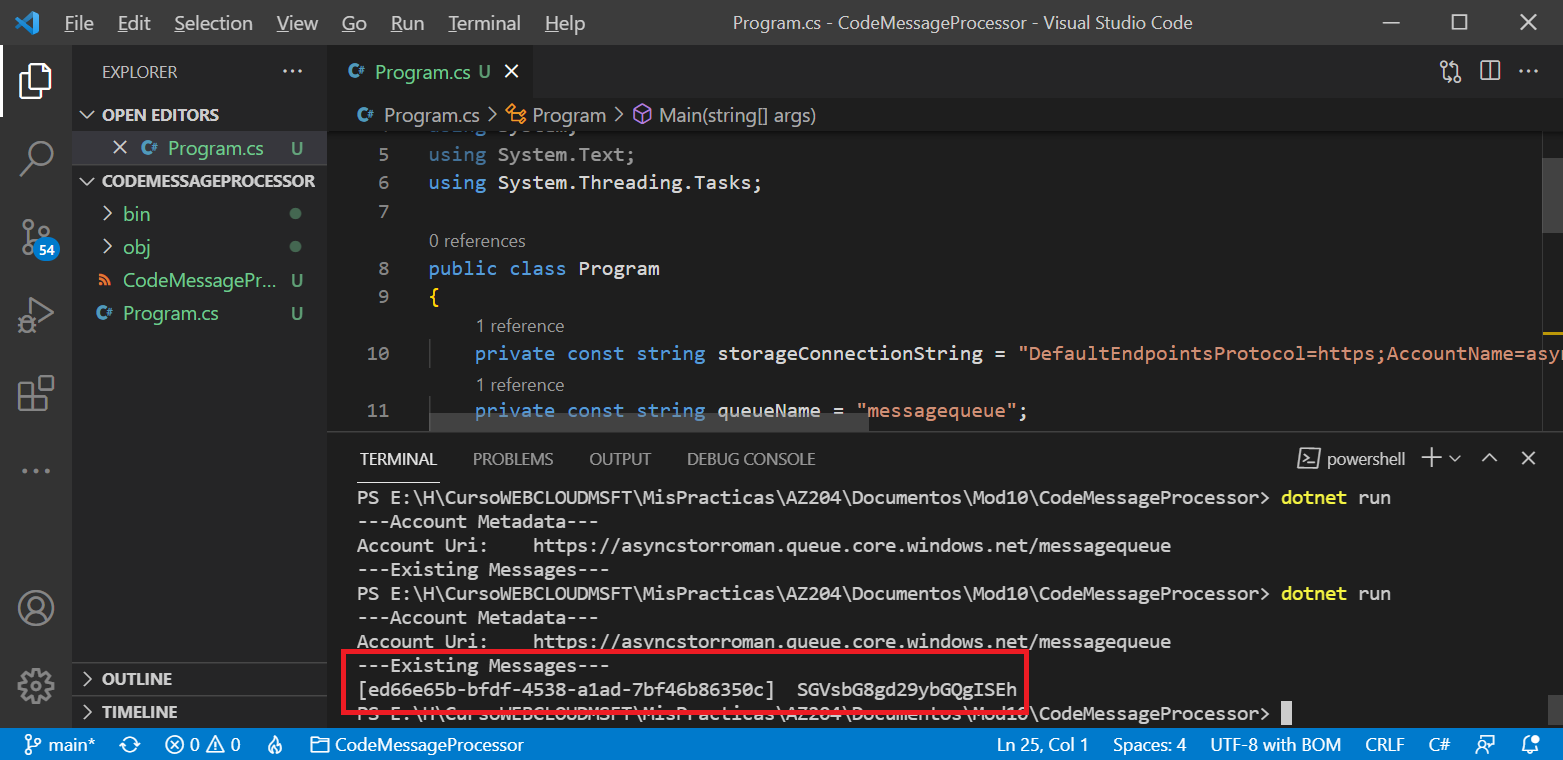 File Edit Selection View Go Run Terminal Help Program.cs - CodeMessageProcessor - Visual Studio Code
EXPLORER
OPEN EDITORS
Program.cs U
CODEMESSAGEPROCESSOR
bin
obj
CodeMessagePr... U
Program.cs U
OUTLINE
TIMELINE
54
Program.cs U
Program.cs > Program > Main(string[] args)
using System;
5 using System.Text;
6 using System.Threading.Tasks;
7
0 references
8 public class Program
9 {
1 reference
10 private const string storageConnectionString = "DefaultEndpointsProtocol=https;AccountName=asyn
1 reference
11 private const string queueName = "messagequeue";
TERMINAL PROBLEMS OUTPUT DEBUG CONSOLE powershell
PS E:\H\CursoWEBCLOUDMSFT\MisPracticas\AZ204\Documentos\Mod10\CodeMessageProcessor> dotnet run
---Account Metadata---
Account Uri: https://asyncstorroman.queue.core.windows.net/messagequeue
---Existing Messages---
PS E:\H\CursoWEBCLOUDMSFT\MisPracticas\AZ204\Documentos\Mod10\CodeMessageProcessor> dotnet run
---Account Metadata---
Account Uri: https://asyncstorroman.queue.core.windows.net/messagequeue
---Existing Messages---
[ed66e65b-bfdf-4538-a1ad-7bf46b86350c] SGVsbG8gd29ybGQgISEh
PS E:\H\CursoWEBCLOUDMSFT\MisPracticas\AZ204\Documentos\Mod10\CodeMessageProcessor>
main* 0 0 CodeMessageProcessor Ln 25, Col 1 Spaces: 4 UTF-8 with BOM CRLF C#